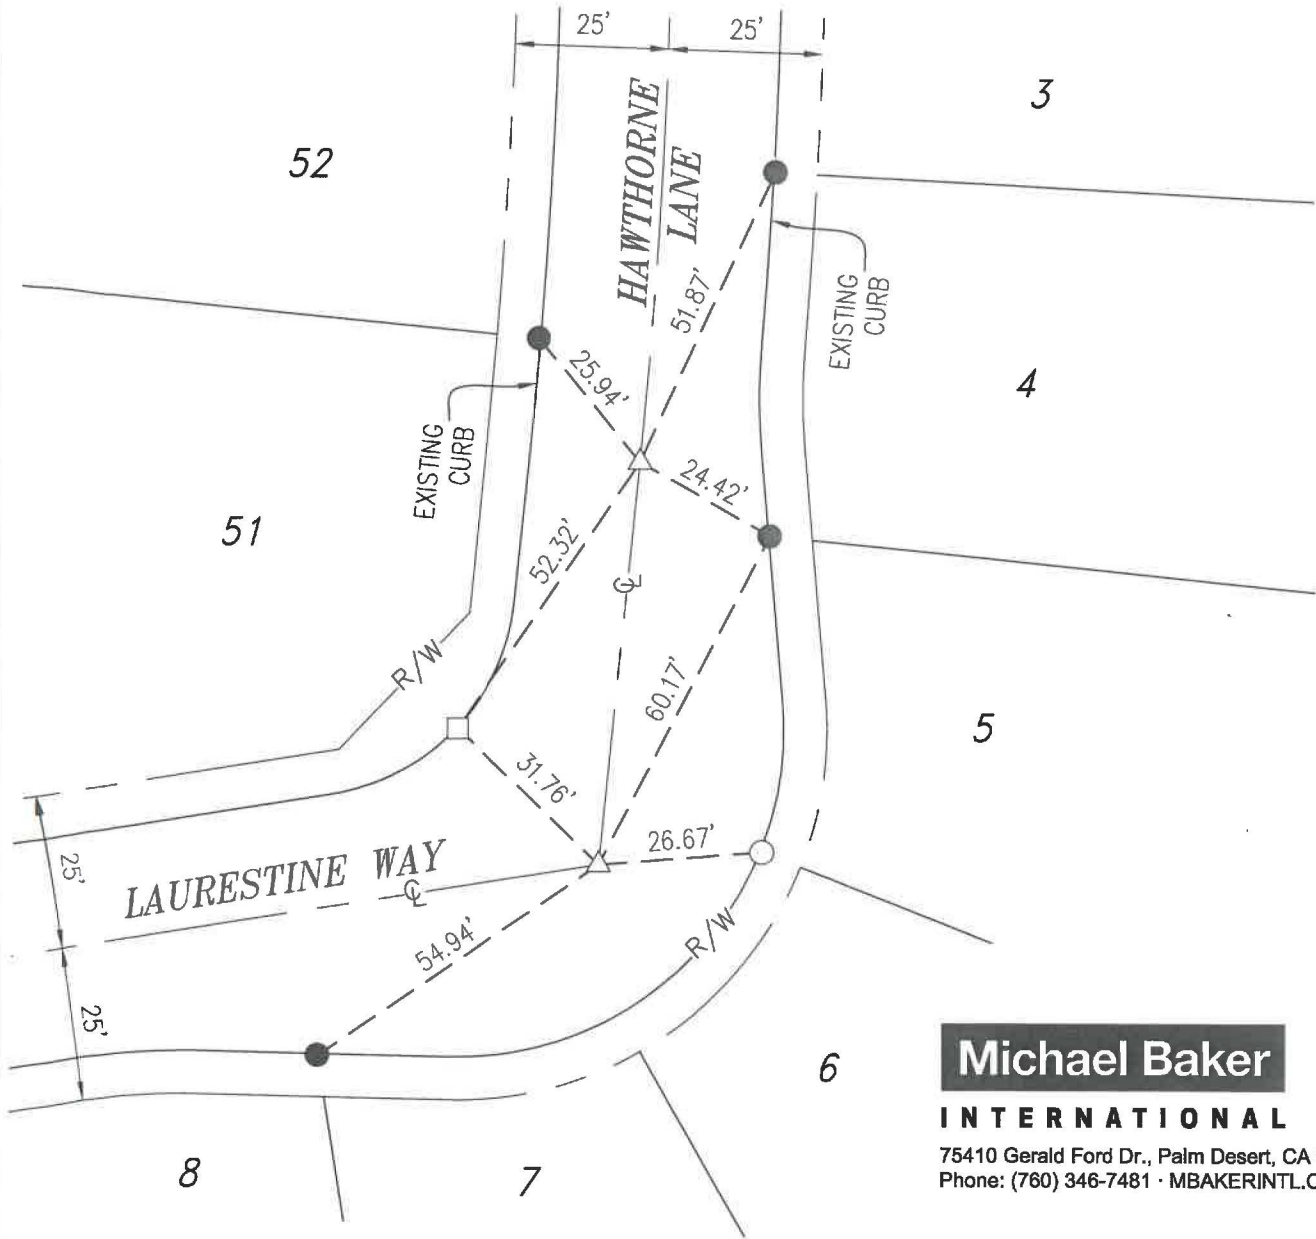 25'
25'
3
52
HAWTHORNE
LANE
51.87'
EXISTING
CURB
25.94'
4
EXISTING
CURB
24.42'
51
52.32'
℄
R/W
60.17'
5
31.76'
26.67'
25'
LAURESTINE WAY
℄
54.94'
R/W
25'
6
Michael Baker
INTERNATIONAL
75410 Gerald Ford Dr., Palm Desert, CA
Phone: (760) 346-7481 · MBAKERINTL.C
8
7